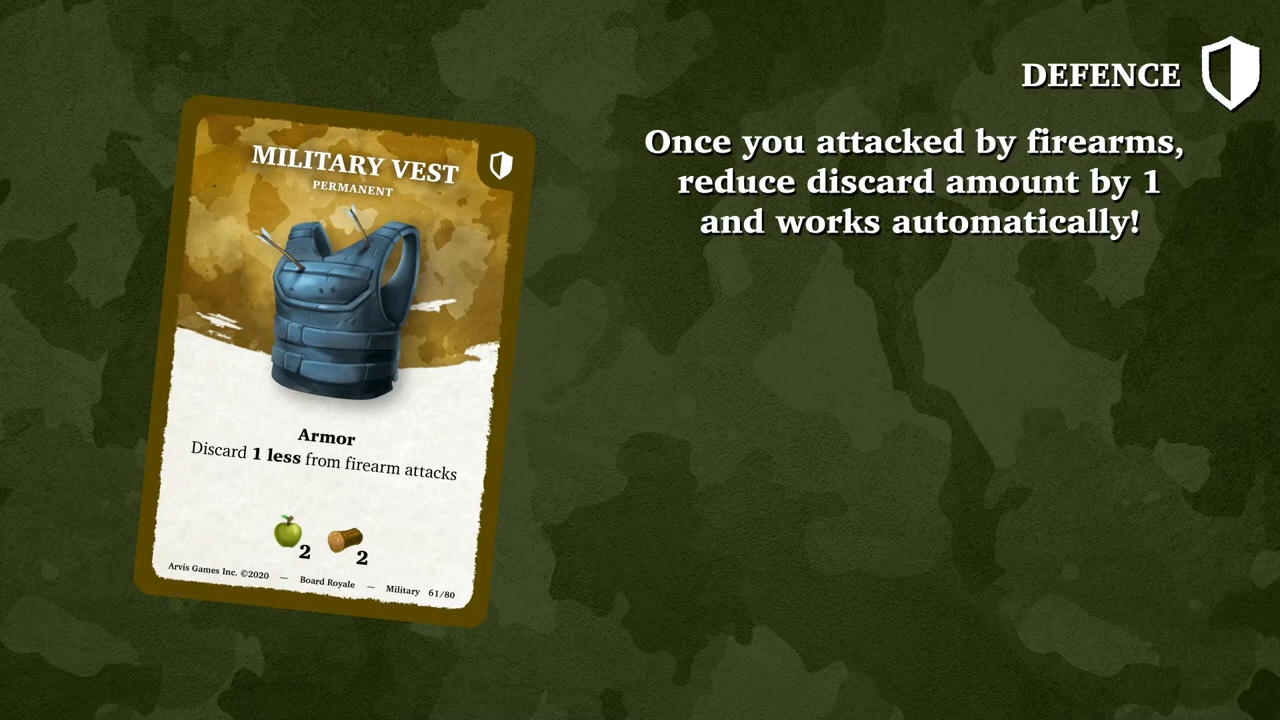 DEFENCE
Once you attacked by firearms,
reduce discard amount by 1
and works automatically!
MILITARY VEST
PERMANENT
Armor
Discard 1 less from firearm attacks
2 2
Arvis Games Inc. ©2020 — Board Royale — Military 61/80